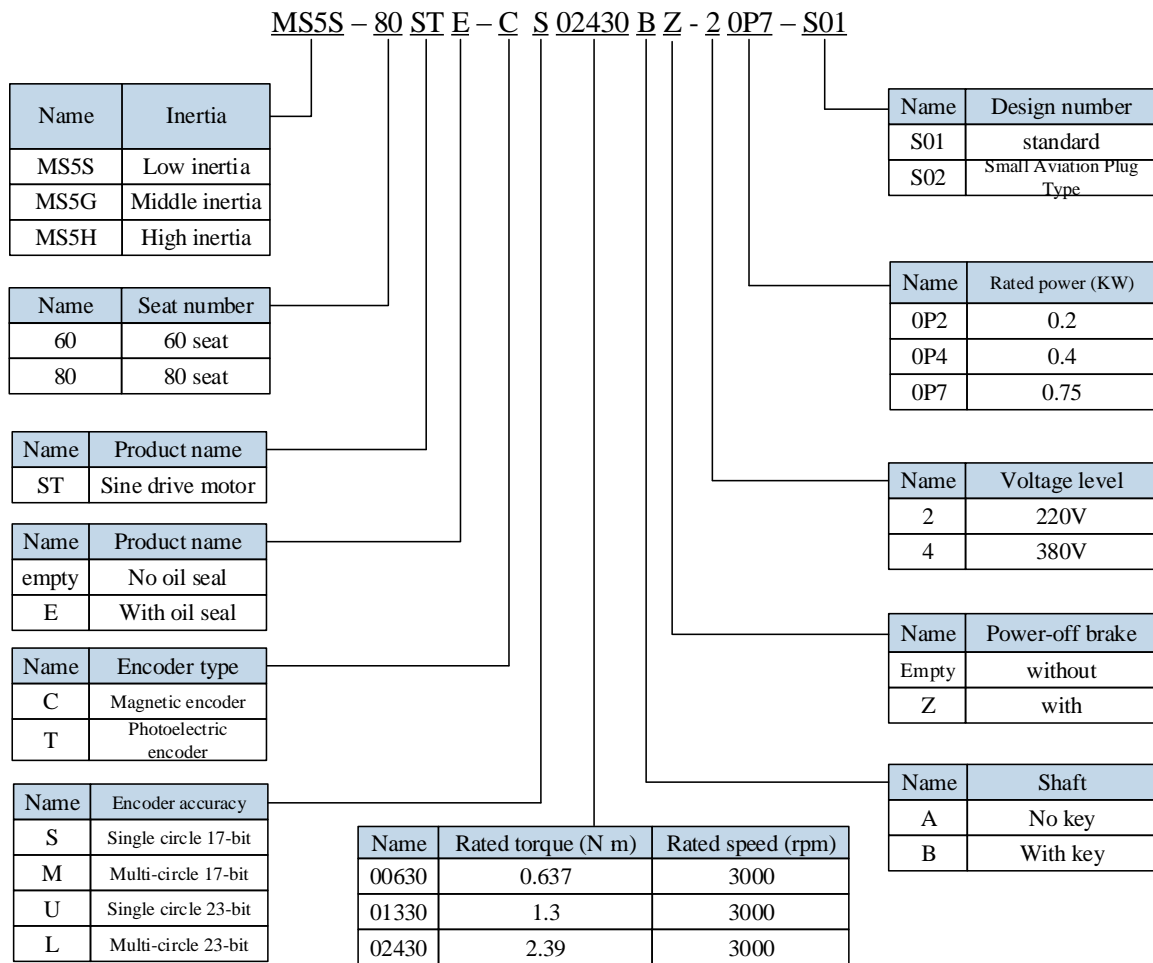 MS5S – 80 ST E – C S 02430 B Z - 2 0P7 – S01
Name Inertia
MS5S Low inertia
MS5G Middle inertia
MS5H High inertia
Name Seat number
60 60 seat
80 80 seat
Name Product name
ST Sine drive motor
Name Product name
empty No oil seal
E With oil seal
Name Encoder type
C Magnetic encoder
T Photoelectric
encoder
Name Encoder accuracy
S Single circle 17-bit
M Multi-circle 17-bit
U Single circle 23-bit
L Multi-circle 23-bit
Name Rated torque (N m) Rated speed (rpm)
00630 0.637 3000
01330 1.3 3000
02430 2.39 3000
Name Design number
S01 standard
S02 Small Aviation Plug
Type
Name Rated power (KW)
0P2 0.2
0P4 0.4
0P7 0.75
Name Voltage level
2 220V
4 380V
Name Power-off brake
Empty without
Z with
Name Shaft
A No key
B With key